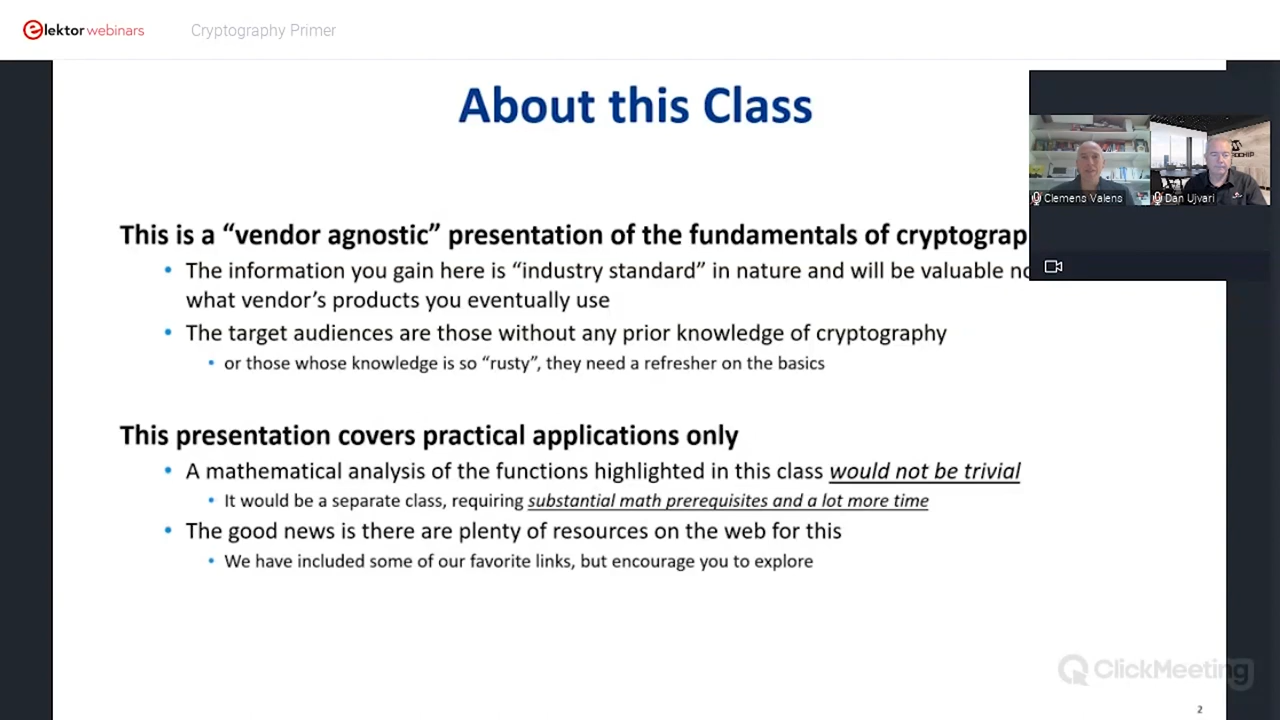 elektor webinars
Cryptography Primer
About this Class
Clemens Valens
Dan Ujvari
This is a “vendor agnostic” presentation of the fundamentals of cryptograp
• The information you gain here is “industry standard” in nature and will be valuable
what vendor’s products you eventually use
• The target audiences are those without any prior knowledge of cryptography
• or those whose knowledge is so “rusty”, they need a refresher on the basics
This presentation covers practical applications only
• A mathematical analysis of the functions highlighted in this class would not be trivial
• It would be a separate class, requiring substantial math prerequisites and a lot more time
• The good news is there are plenty of resources on the web for this
• We have included some of our favorite links, but encourage you to explore
ClickMeeting
2